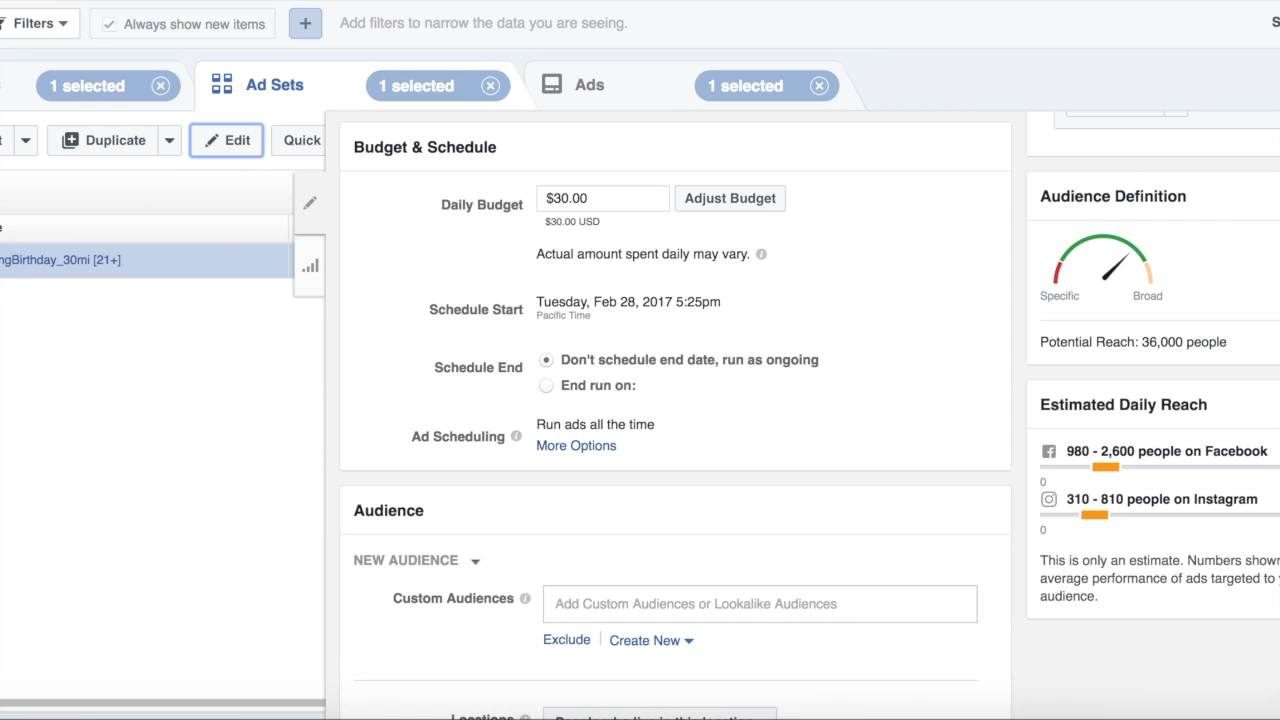 Filters
Always show new items
+
Add filters to narrow the data you are seeing.
S
1 selected
Ad Sets
1 selected
Ads
1 selected
Duplicate
Edit
Quick
Budget & Schedule
Daily Budget
$30.00
Adjust Budget
$30.00 USD
Actual amount spent daily may vary.
Schedule Start
Tuesday, Feb 28, 2017 5:25pm
Pacific Time
Schedule End
Don't schedule end date, run as ongoing
End run on:
Ad Scheduling
Run ads all the time
More Options
Audience
NEW AUDIENCE
Custom Audiences
Add Custom Audiences or Lookalike Audiences
Exclude
Create New
Locations
e
ngBirthday_30mi [21+]
Audience Definition
Specific
Broad
Potential Reach: 36,000 people
Estimated Daily Reach
980 - 2,600 people on Facebook
0
310 - 810 people on Instagram
0
This is only an estimate. Numbers shown
average performance of ads targeted to
audience.